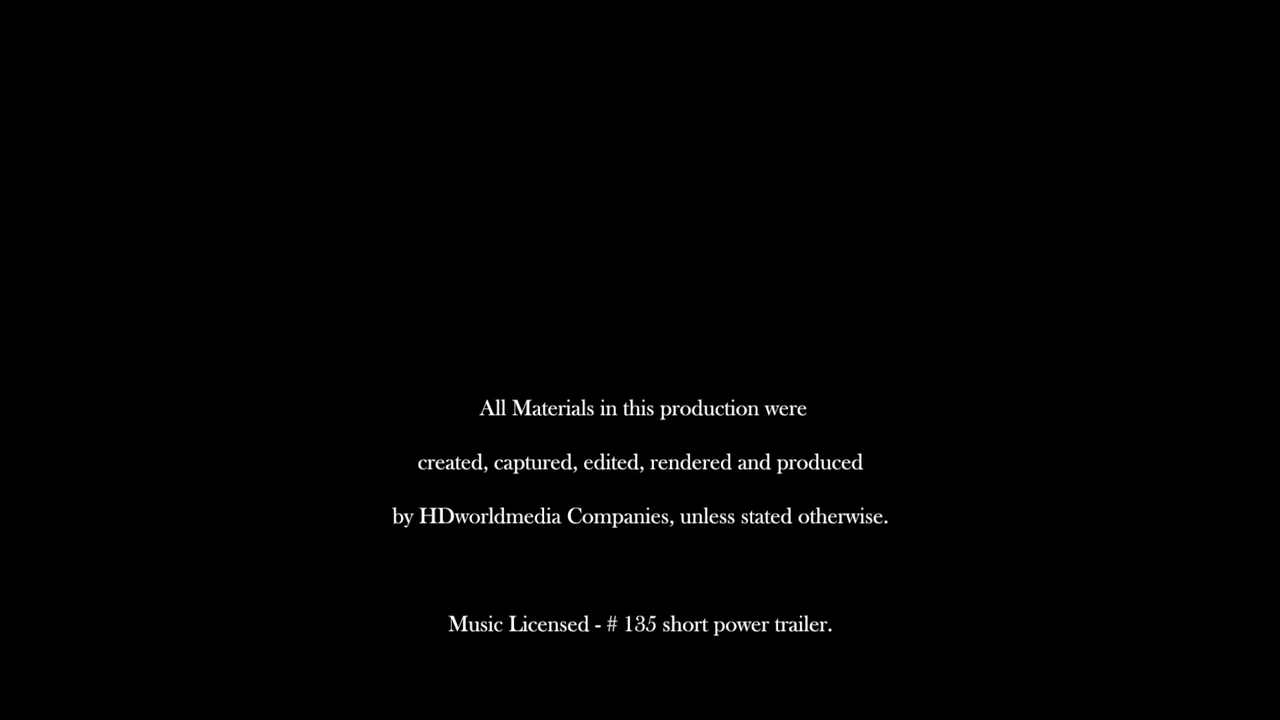 All Materials in this production were
created, captured, edited, rendered and produced
by HDworldmedia Companies, unless stated otherwise.
Music Licensed - # 135 short power trailer.